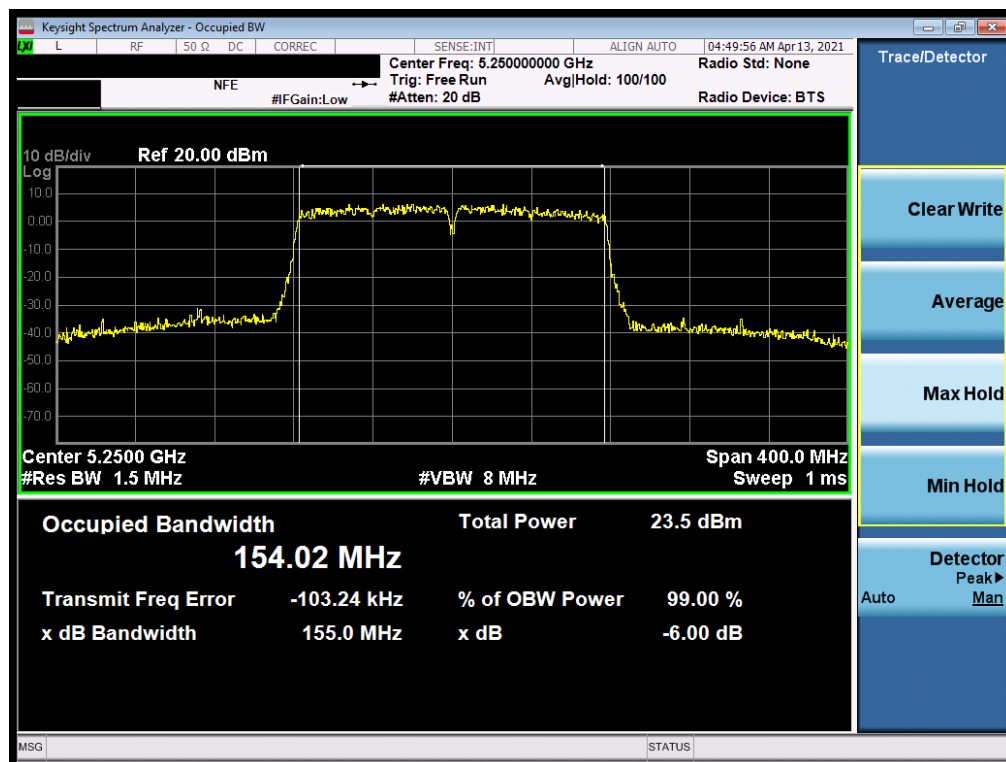 Keysight Spectrum Analyzer - Occupied BW
LXI L RF 50 Ω DC CORREC SENSE:INT ALIGN AUTO 04:49:56 AM Apr 13, 2021
Center Freq: 5.250000000 GHz Radio Std: None
NFE Trig: Free Run Avg|Hold: 100/100
#IFGain:Low #Atten: 20 dB Radio Device: BTS
10 dB/div Ref 20.00 dBm
Log
10.0
0.00
-10.0
-20.0
-30.0
-40.0
-50.0
-60.0
-70.0
Center 5.2500 GHz Span 400.0 MHz
#Res BW 1.5 MHz #VBW 8 MHz Sweep 1 ms
Occupied Bandwidth Total Power 23.5 dBm
154.02 MHz
Transmit Freq Error -103.24 kHz % of OBW Power 99.00 %
x dB Bandwidth 155.0 MHz x dB -6.00 dB
MSG STATUS
Trace/Detector
Clear Write
Average
Max Hold
Min Hold
Detector
Peak▶
Auto Man